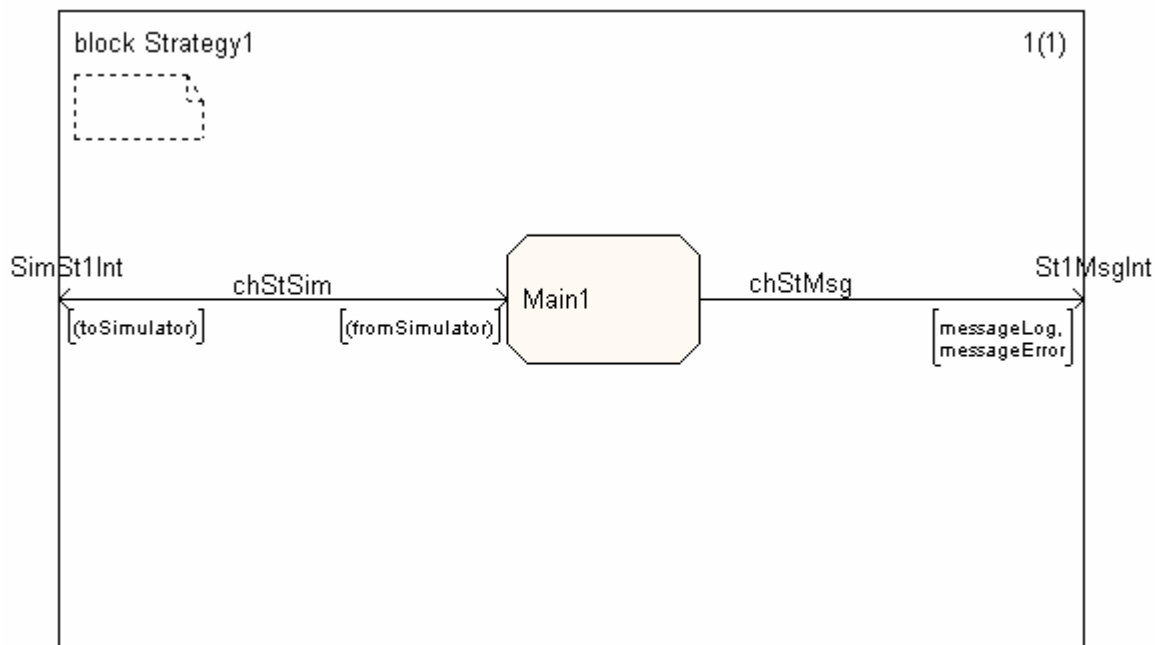 block Strategy1
1(1)
SimSt1Int
chStSim
[(toSimulator)]
[(fromSimulator)]
Main1
chStMsg
St1MsgInt
[messageLog,
messageError]